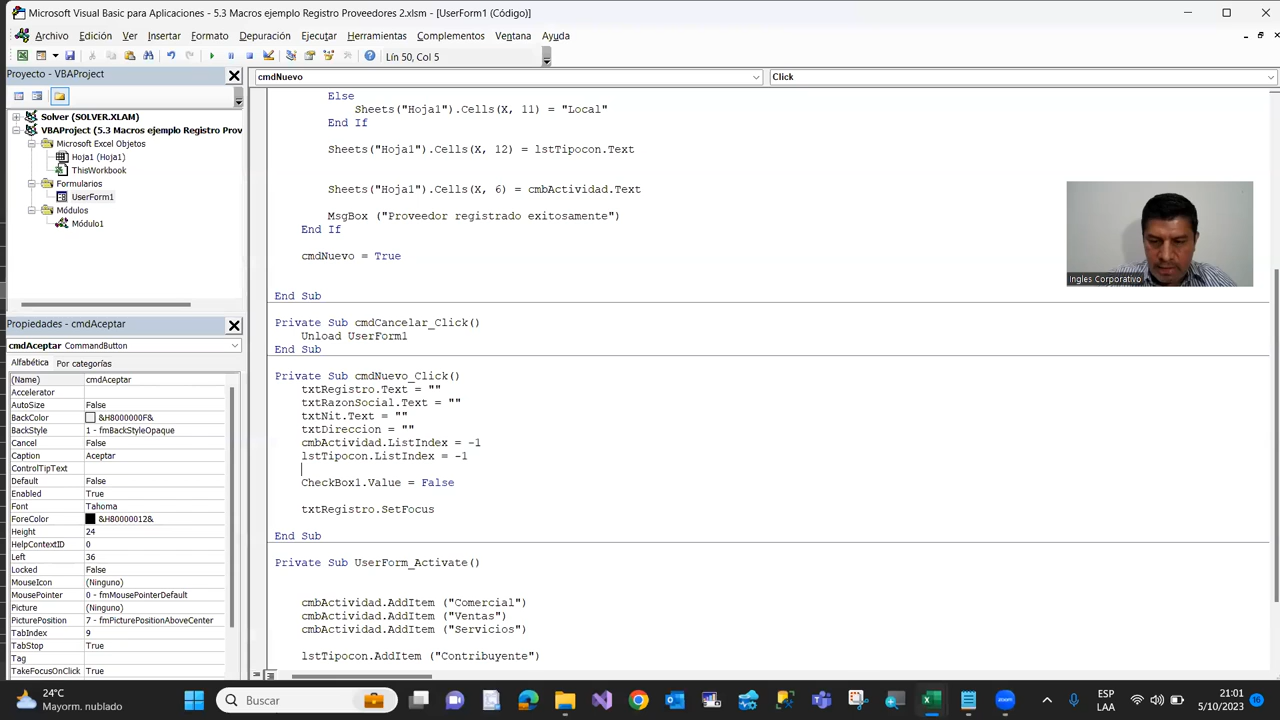 Microsoft Visual Basic para Aplicaciones - 5.3 Macros ejemplo Registro Proveedores 2.xlsm - [UserForm1 (Código)]
Archivo Edición Ver Insertar Formato Depuración Ejecutar Herramientas Complementos Ventana Ayuda
Lín 50, Col 5
Proyecto - VBAProject
cmdNuevo
Click
Solver (SOLVER.XLAM)
VBAProject (5.3 Macros ejemplo Registro Prov
Microsoft Excel Objetos
Hoja1 (Hoja1)
ThisWorkbook
Formularios
UserForm1
Módulos
Módulo1
Propiedades - cmdAceptar
cmdAceptar CommandButton
Alfabética Por categorías
(Name) cmdAceptar
Accelerator
AutoSize False
BackColor &H8000000F&
BackStyle 1 - fmBackStyleOpaque
Cancel False
Caption Aceptar
ControlTipText
Default False
Enabled True
Font Tahoma
ForeColor &H80000012&
Height 24
HelpContextID 0
Left 36
Locked False
MouseIcon (Ninguno)
MousePointer 0 - fmMousePointerDefault
Picture (Ninguno)
PicturePosition 7 - fmPicturePositionAboveCenter
TabIndex 9
TabStop True
Tag
TakeFocusOnClick True
Else
Sheets("Hoja1").Cells(X, 11) = "Local"
End If
Sheets("Hoja1").Cells(X, 12) = lstTipocon.Text
Sheets("Hoja1").Cells(X, 6) = cmbActividad.Text
MsgBox ("Proveedor registrado exitosamente")
End If
cmdNuevo = True
End Sub
Private Sub cmdCancelar_Click()
Unload UserForm1
End Sub
Private Sub cmdNuevo_Click()
txtRegistro.Text = ""
txtRazonSocial.Text = ""
txtNit.Text = ""
txtDireccion = ""
cmbActividad.ListIndex = -1
lstTipocon.ListIndex = -1
CheckBox1.Value = False
txtRegistro.SetFocus
End Sub
Private Sub UserForm_Activate()
cmbActividad.AddItem ("Comercial")
cmbActividad.AddItem ("Ventas")
cmbActividad.AddItem ("Servicios")
lstTipocon.AddItem ("Contribuyente")
Ingles Corporativo
24°C
Mayorm. nublado
Buscar
ESP
LAA
21:01
5/10/2023